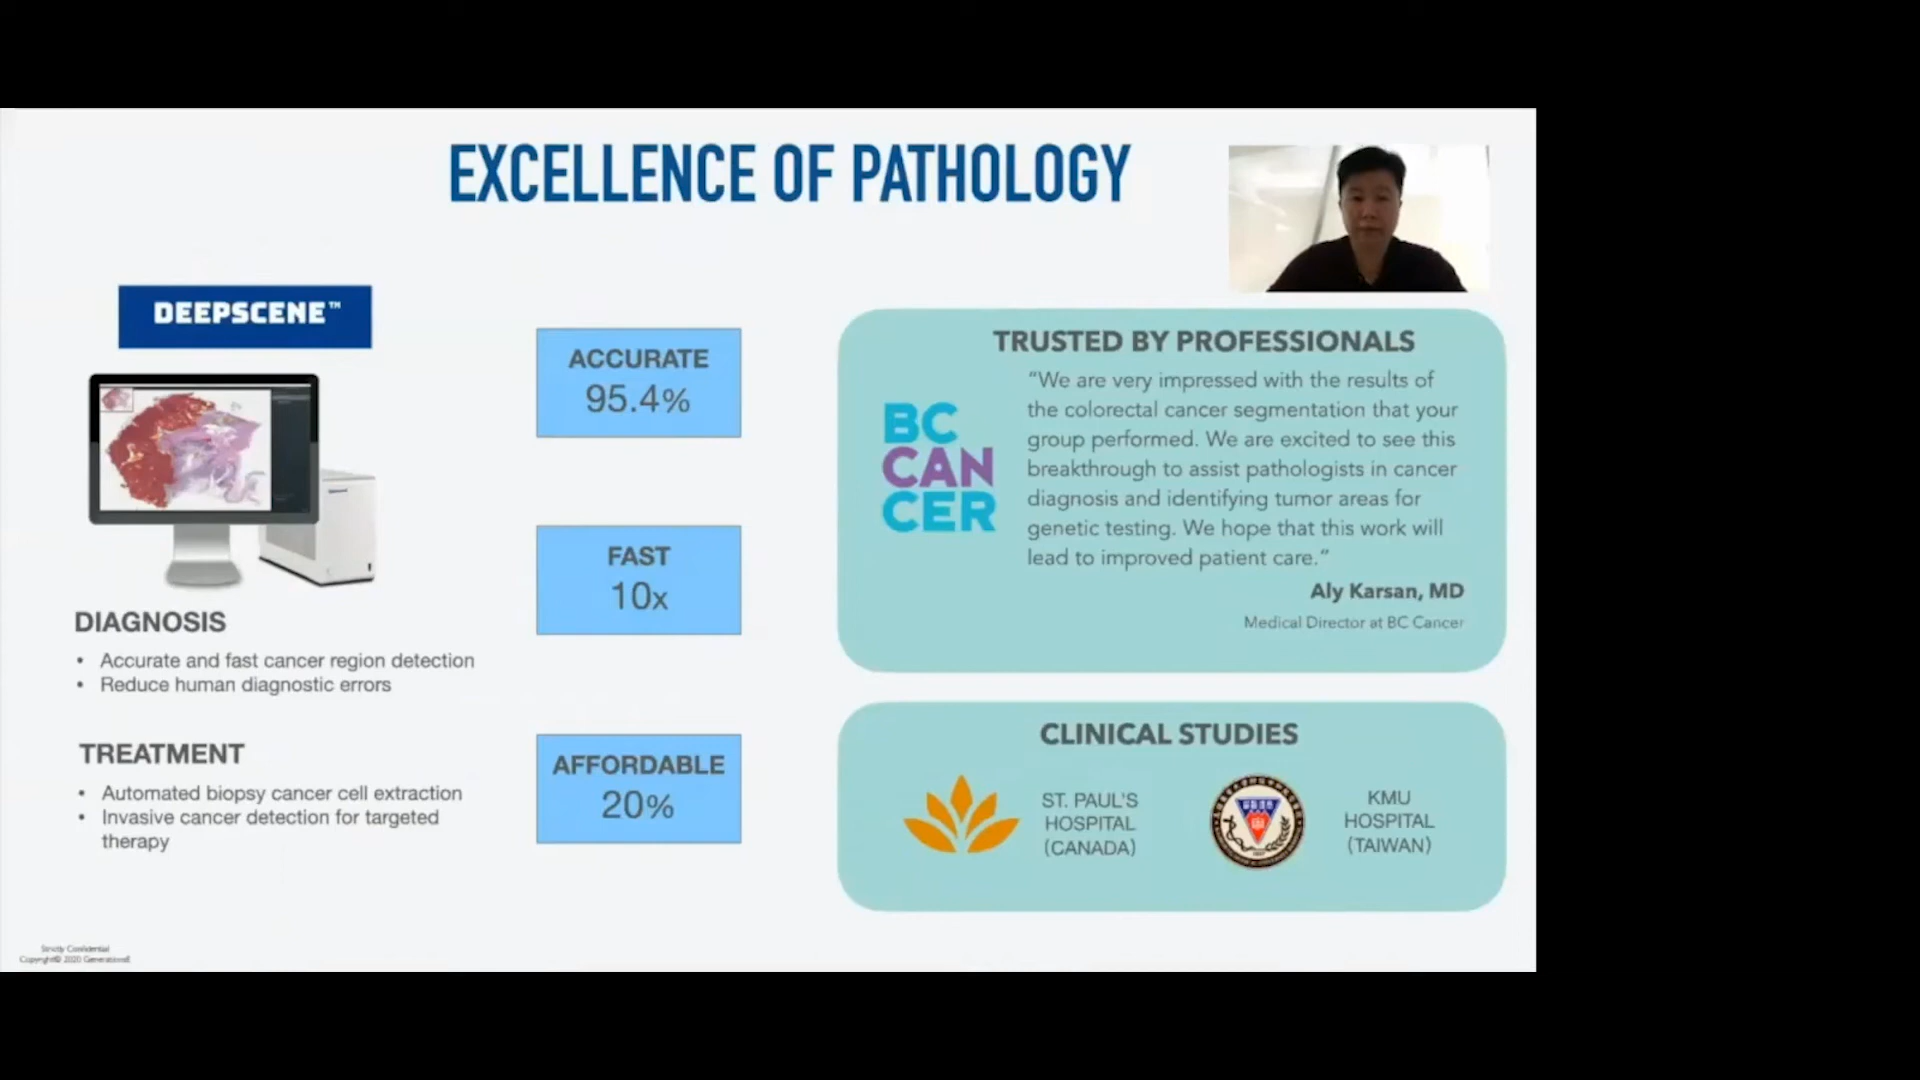 EXCELLENCE OF PATHOLOGY
DEEPSCENE™
DIAGNOSIS
• Accurate and fast cancer region detection
• Reduce human diagnostic errors
TREATMENT
• Automated biopsy cancer cell extraction
• Invasive cancer detection for targeted
therapy
ACCURATE
95.4%
FAST
10x
AFFORDABLE
20%
TRUSTED BY PROFESSIONALS
BC
CAN
CER
“We are very impressed with the results of
the colorectal cancer segmentation that your
group performed. We are excited to see this
breakthrough to assist pathologists in cancer
diagnosis and identifying tumor areas for
genetic testing. We hope that this work will
lead to improved patient care.”
Aly Karsan, MD
Medical Director at BC Cancer
CLINICAL STUDIES
ST. PAUL'S
HOSPITAL
(CANADA)
KMU
HOSPITAL
(TAIWAN)
Strictly Confidential
Copyright© 2020